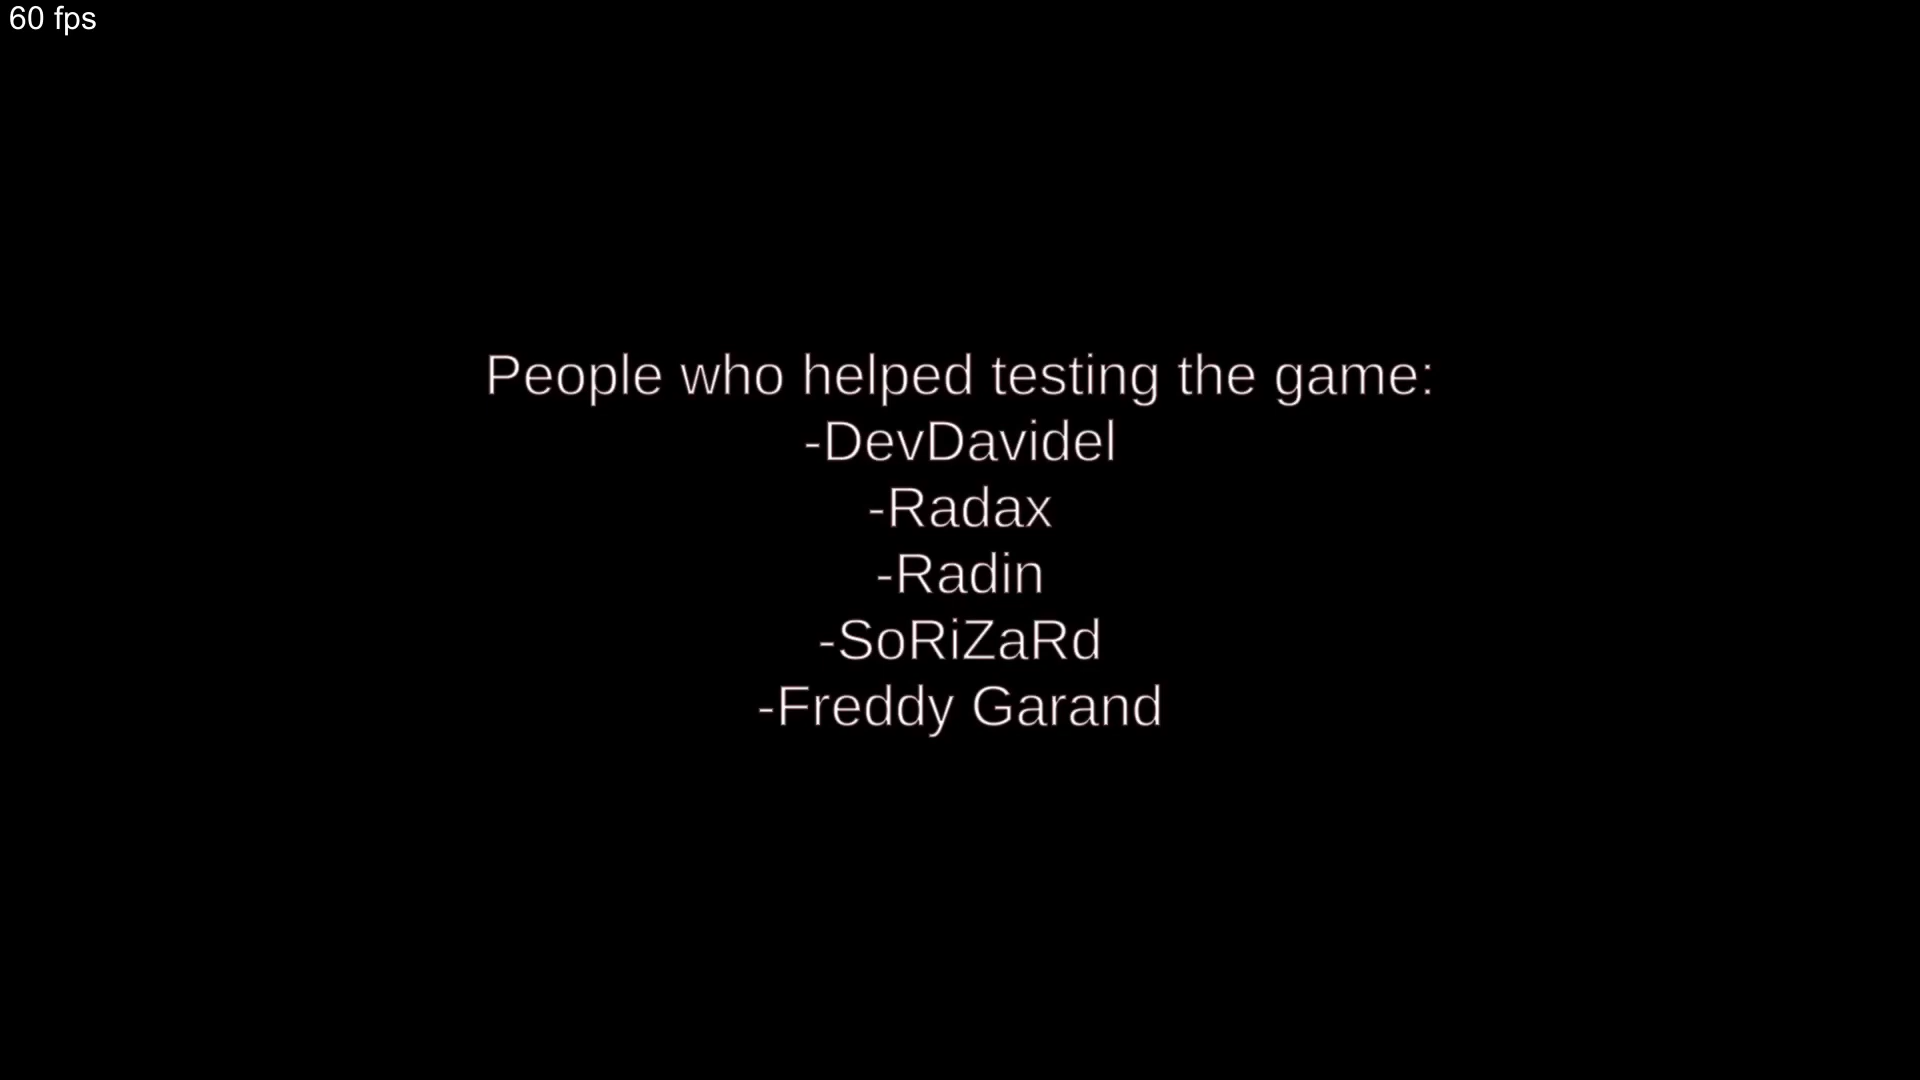 60 fps
People who helped testing the game:
-DevDavidel
-Radax
-Radin
-SoRiZaRd
-Freddy Garand